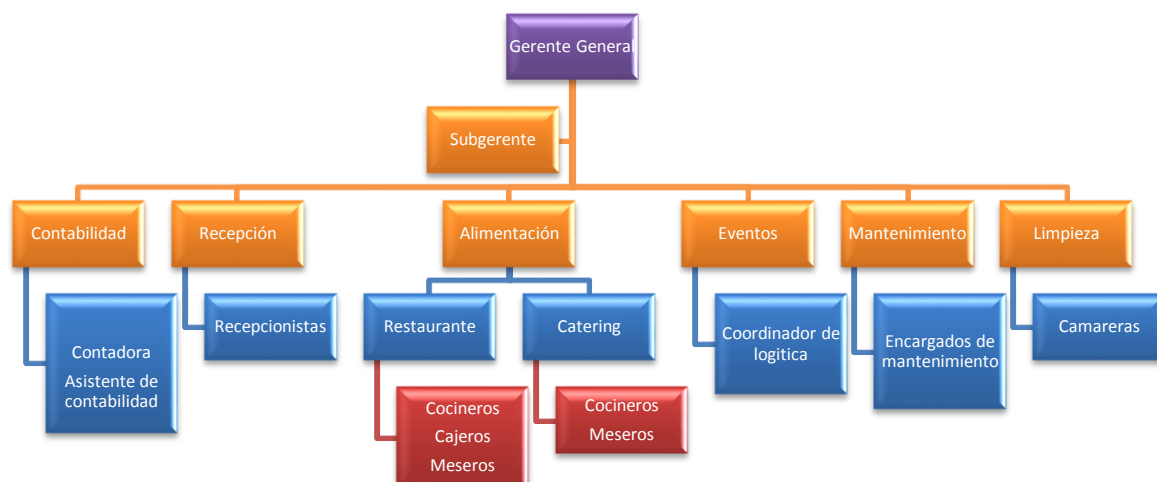 Gerente General
Subgerente
Contabilidad
Recepción
Alimentación
Eventos
Mantenimiento
Limpieza
Contadora
Asistente de
contabilidad
Recepcionistas
Restaurante
Catering
Coordinador de
logitica
Encargados de
mantenimiento
Camareras
Cocineros
Cajeros
Meseros
Cocineros
Meseros